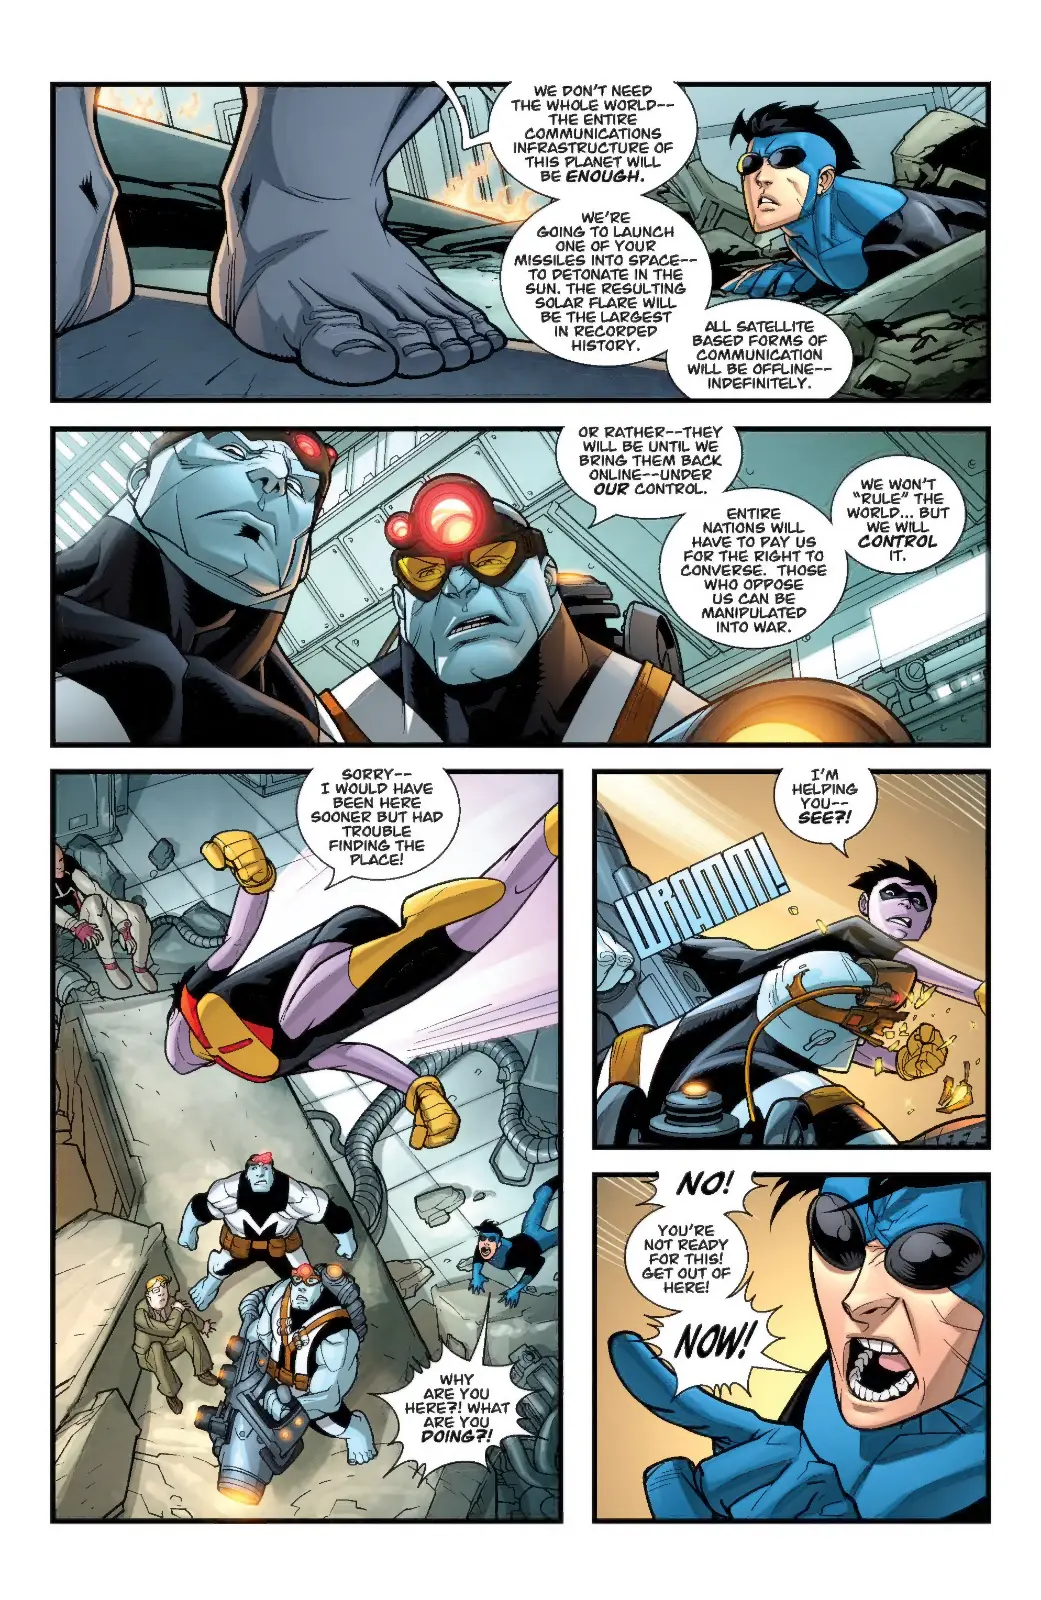 WE DON'T NEED
THE WHOLE WORLD--
THE ENTIRE
COMMUNICATIONS
INFRASTRUCTURE OF
THIS PLANET WILL
BE ENOUGH.
WE'RE
GOING TO LAUNCH
ONE OF YOUR
MISSILES INTO SPACE--
TO DETONATE IN THE
SUN. THE RESULTING
SOLAR FLARE WILL
BE THE LARGEST
IN RECORDED
HISTORY.
ALL SATELLITE
BASED FORMS OF
COMMUNICATION
WILL BE OFFLINE--
INDEFINITELY.
OR RATHER--THEY
WILL BE UNTIL WE
BRING THEM BACK
ONLINE--UNDER
OUR CONTROL.
ENTIRE
NATIONS WILL
HAVE TO PAY US
FOR THE RIGHT TO
CONVERSE. THOSE
WHO OPPOSE
US CAN BE
MANIPULATED
INTO WAR.
WE WON'T
"RULE" THE
WORLD... BUT
WE WILL
CONTROL
IT.
SORRY--
I WOULD HAVE
BEEN HERE
SOONER BUT HAD
TROUBLE
FINDING THE
PLACE!
WHY
ARE YOU
HERE?! WHAT
ARE YOU
DOING?!
I'M
HELPING
YOU--
SEE?!
WRAMM!
NO!
YOU'RE
NOT READY
FOR THIS!
GET OUT OF
HERE!
NOW!